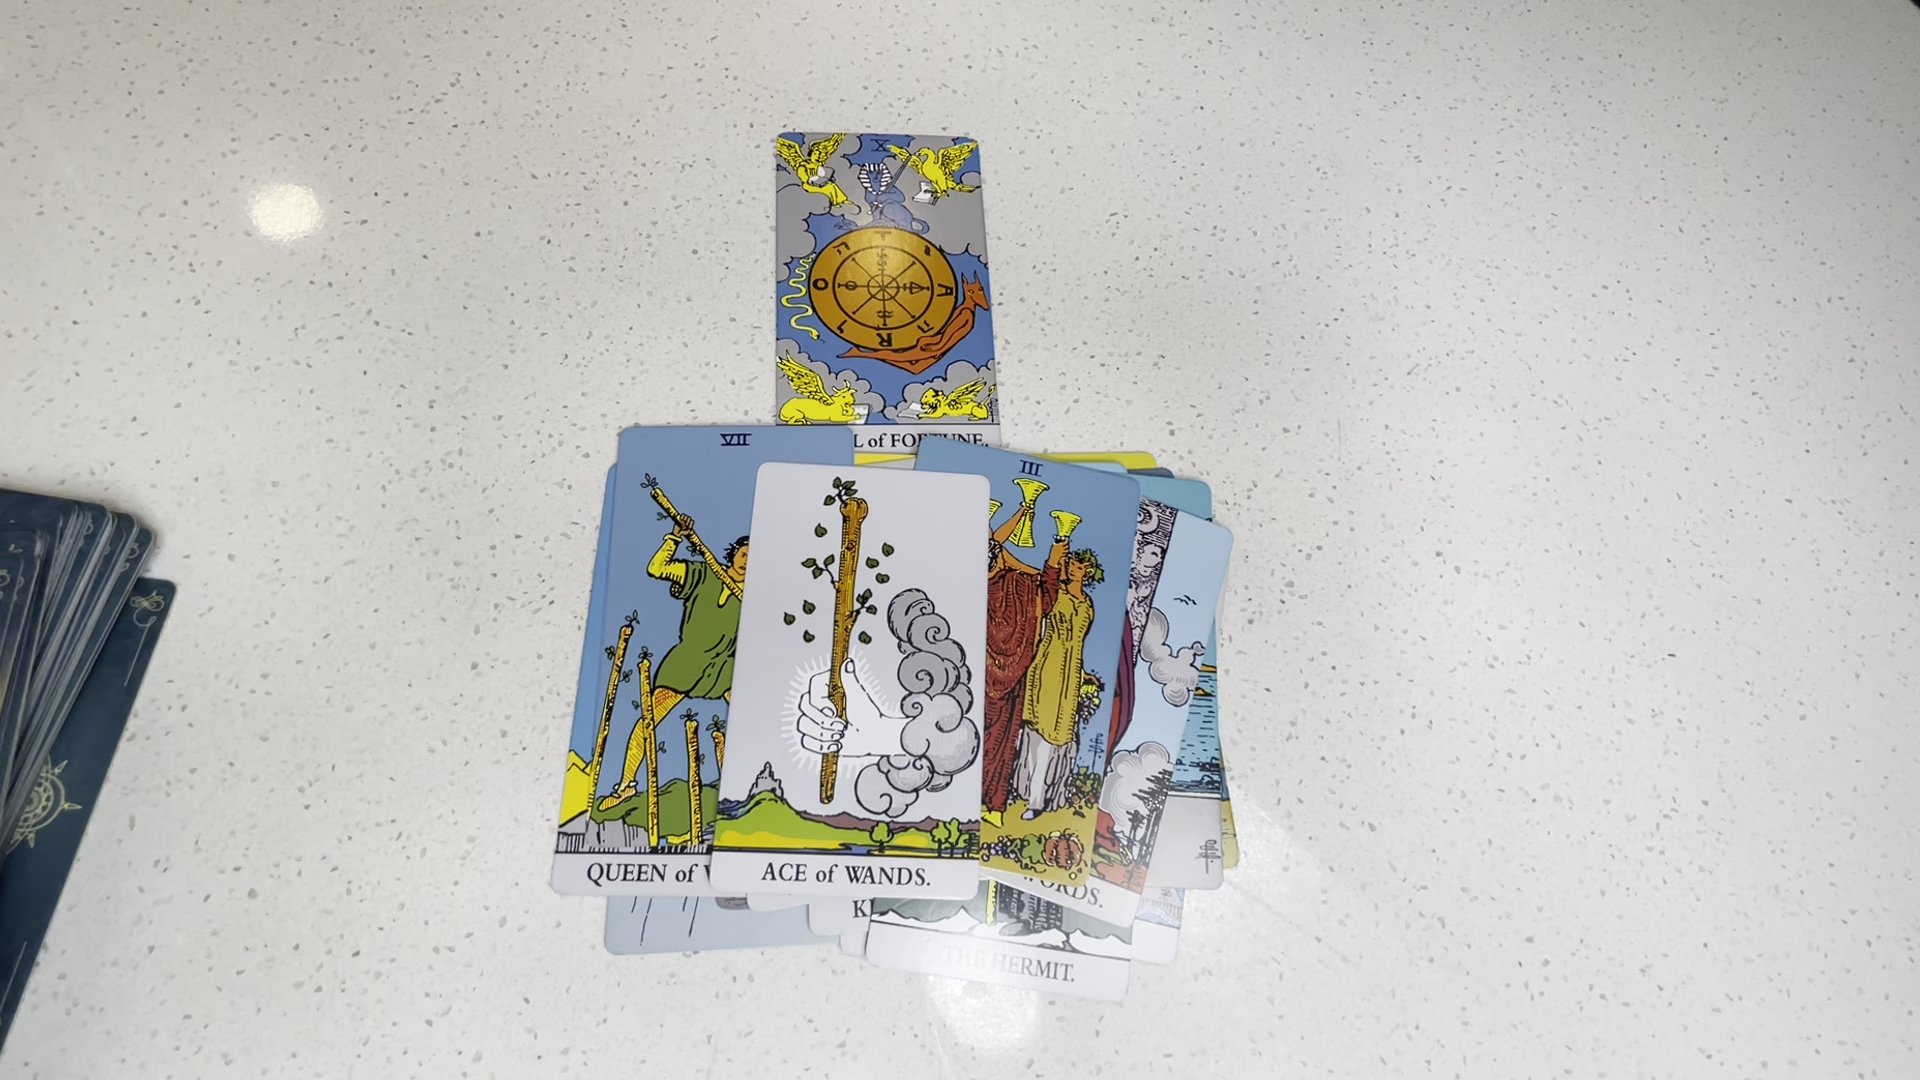 X
T
A
R
O
L of FORTUNE.
VII
III
QUEEN of
ACE of WANDS.
ORDS.
K
THE HERMIT.